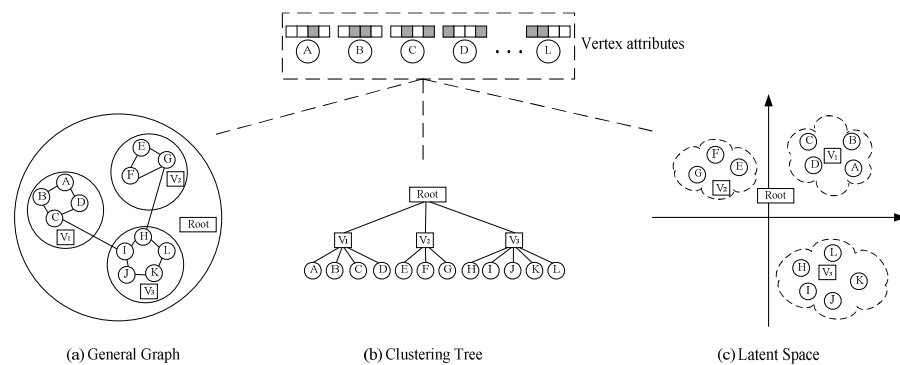 A B C D ... L
Vertex attributes
E
G
F
V₂
A
B
D
C
V₁
Root
H
I
L
J
K
V₃
Root
V₁ V₂ V₃
A B C D E F G H I J K L
F
G
E
V₂
C
B
V₁
D
A
Root
L
H
V₃
K
I
J
(a) General Graph
(b) Clustering Tree
(c) Latent Space